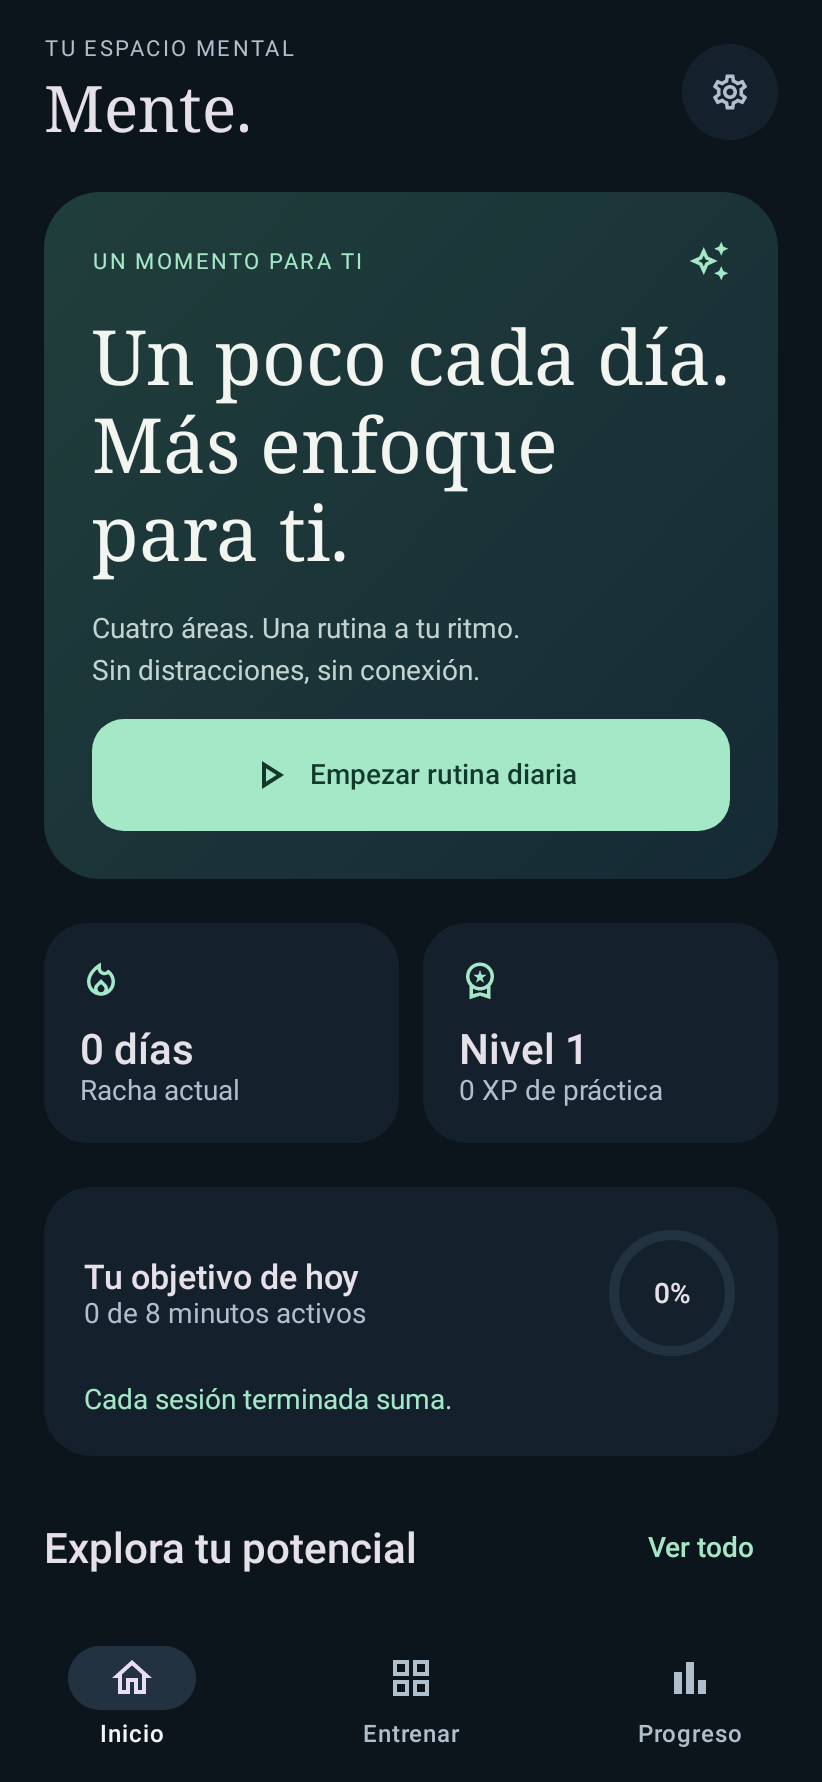 TU ESPACIO MENTAL
Mente.
UN MOMENTO PARA TI
Un poco cada día.
Más enfoque
para ti.
Cuatro áreas. Una rutina a tu ritmo.
Sin distracciones, sin conexión.
Empezar rutina diaria
0 días
Racha actual
Nivel 1
0 XP de práctica
Tu objetivo de hoy
0 de 8 minutos activos
0%
Cada sesión terminada suma.
Explora tu potencial
Ver todo
Inicio
Entrenar
Progreso